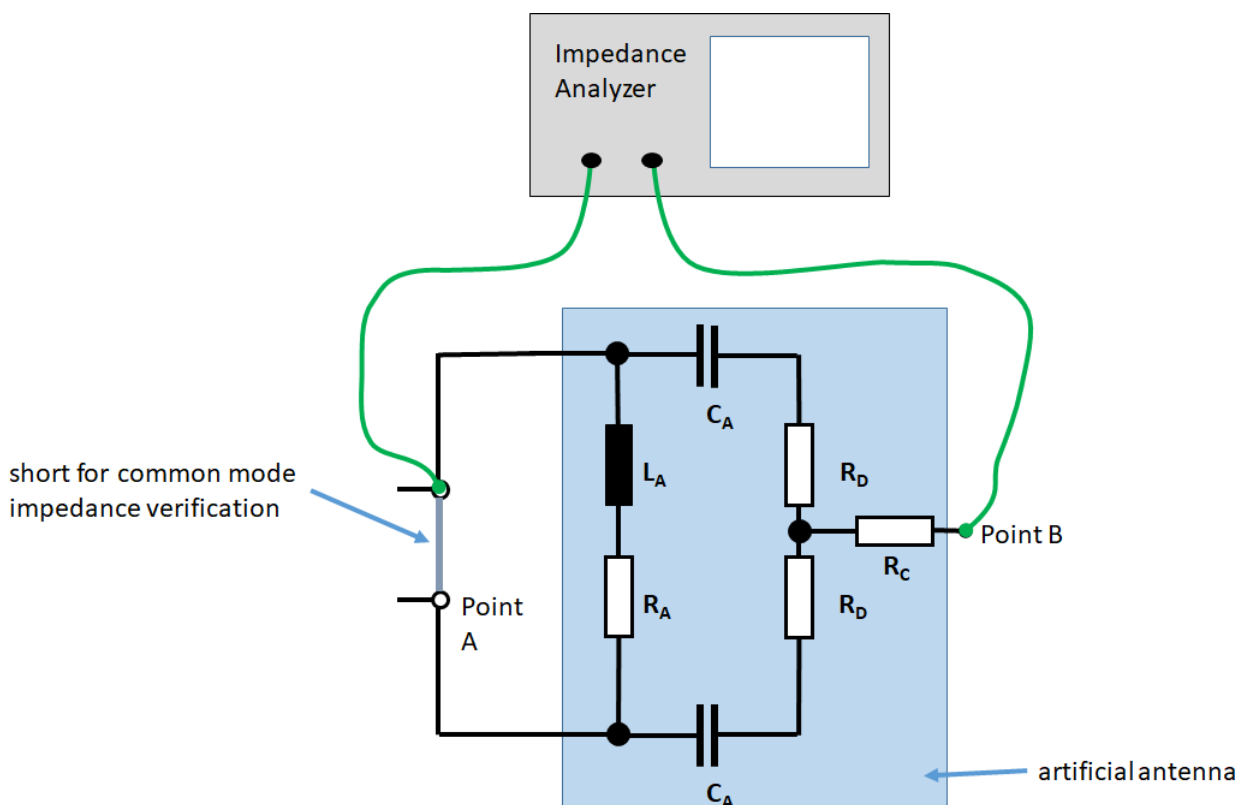 Impedance
Analyzer
C_A
short for common mode
impedance verification
L_A
R_D
Point B
R_C
Point
A
R_A
R_D
artificial antenna
C_A